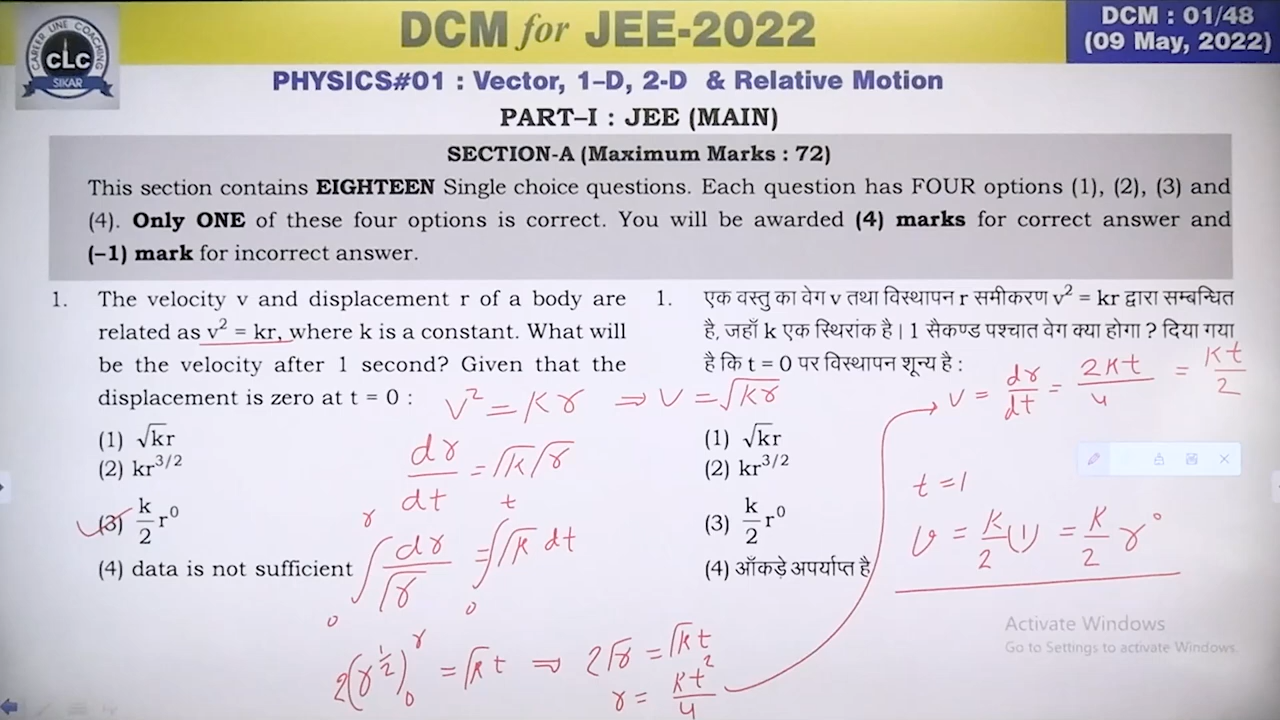 CAREER LINE COACHING
CLC
SIKAR
DCM for JEE-2022
DCM : 01/48
(09 May, 2022)
PHYSICS#01 : Vector, 1–D, 2-D & Relative Motion
PART–I : JEE (MAIN)
SECTION-A (Maximum Marks : 72)
This section contains EIGHTEEN Single choice questions. Each question has FOUR options (1), (2), (3) and
(4). Only ONE of these four options is correct. You will be awarded (4) marks for correct answer and
(–1) mark for incorrect answer.
1. The velocity v and displacement r of a body are
related as v² = kr, where k is a constant. What will
be the velocity after 1 second? Given that the
displacement is zero at t = 0 :
(1) √kr
(2) kr^3/2
(3) k/2 r⁰
(4) data is not sufficient
1. एक वस्तु का वेग v तथा विस्थापन r समीकरण v² = kr द्वारा सम्बन्धित
है, जहाँ k एक स्थिरांक है। 1 सैकण्ड पश्चात वेग क्या होगा ? दिया गया
है कि t = 0 पर विस्थापन शून्य है :
(1) √kr
(2) kr^3/2
(3) k/2 r⁰
(4) आँकड़े अपर्याप्त है
v² = kr ⇒ v = √kr
dr/dt = √k √r
∫₀^r dr/√r = ∫₀^t √k dt
2(r^1/2)₀^r = √k t ⇒ 2√r = √k t
r = kt²/4
v = dr/dt = 2kt/4 = kt/2
t = 1
v = k/2 (1) = k/2 r⁰
Activate Windows
Go to Settings to activate Windows.